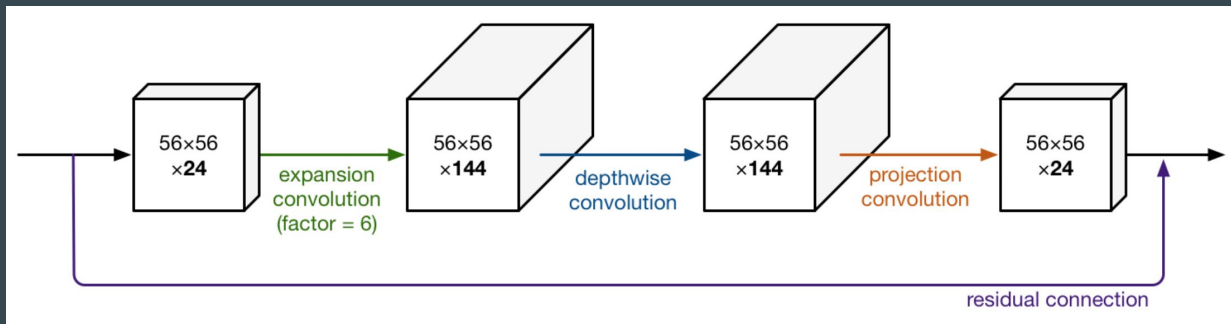 56×56
×24
expansion
convolution
(factor = 6)
56×56
×144
depthwise
convolution
56×56
×144
projection
convolution
56×56
×24
residual connection